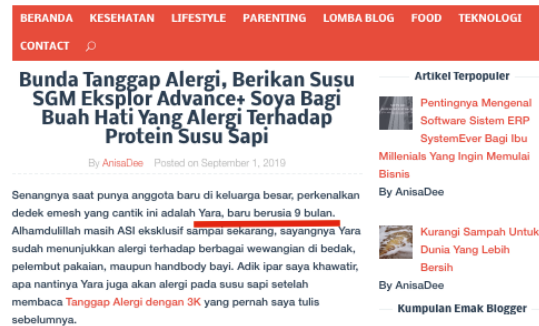 BERANDA KESEHATAN LIFESTYLE PARENTING LOMBA BLOG FOOD TEKNOLOGI
CONTACT
Bunda Tanggap Alergi, Berikan Susu
SGM Eksplor Advance+ Soya Bagi
Buah Hati Yang Alergi Terhadap
Protein Susu Sapi
By AnisaDee Posted on September 1, 2019
Senangnya saat punya anggota baru di keluarga besar, perkenalkan
dedek emesh yang cantik ini adalah Yara, baru berusia 9 bulan.
Alhamdulillah masih ASI eksklusif sampai sekarang, sayangnya Yara
sudah menunjukkan alergi terhadap berbagai wewangian di bedak,
pelembut pakaian, maupun handbody bayi. Adik ipar saya khawatir,
apa nantinya Yara juga akan alergi pada susu sapi setelah
membaca Tanggap Alergi dengan 3K yang pernah saya tulis
sebelumnya.
Artikel Terpopuler
Pentingnya Mengenal
Software Sistem ERP
SystemEver Bagi Ibu
Millenials Yang Ingin Memulai
Bisnis
By AnisaDee
Kurangi Sampah Untuk
Dunia Yang Lebih
Bersih
By AnisaDee
Kumpulan Emak Blogger